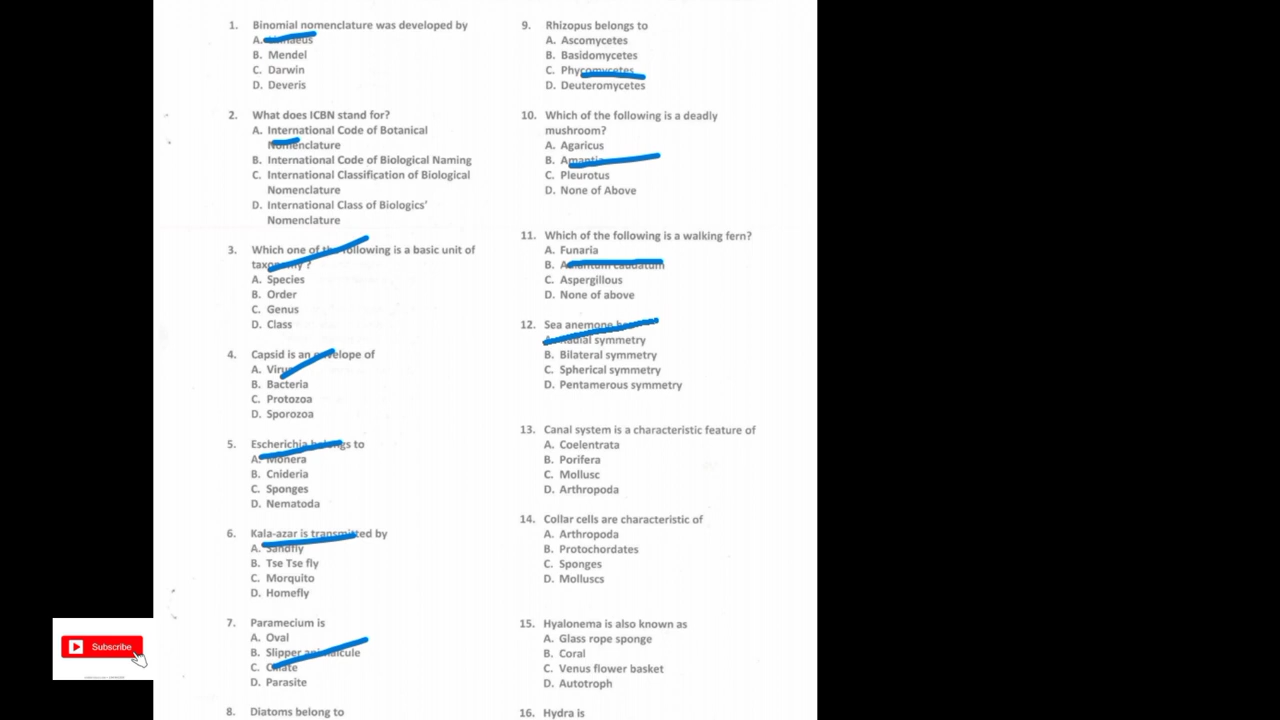 1. Binomial nomenclature was developed by
A.
B. Mendel
C. Darwin
D. Deveris
2. What does ICBN stand for?
A. International Code of Botanical
Nomenclature
B. International Code of Biological Naming
C. International Classification of Biological
Nomenclature
D. International Class of Biologics’
Nomenclature
3. Which one of the following is a basic unit of
taxonomy ?
A. Species
B. Order
C. Genus
D. Class
4. Capsid is an envelope of
A. Virus
B. Bacteria
C. Protozoa
D. Sporozoa
5. Escherichia belongs to
A. Monera
B. Cnideria
C. Sponges
D. Nematoda
6. Kala-azar is transmitted by
A. Sandfly
B. Tse Tse fly
C. Morquito
D. Homefly
7. Paramecium is
A. Oval
B. Slipper animalcule
C. Ciliate
D. Parasite
8. Diatoms belong to
9. Rhizopus belongs to
A. Ascomycetes
B. Basidomycetes
C. Phycomycetes
D. Deuteromycetes
10. Which of the following is a deadly
mushroom?
A. Agaricus
B.
C. Pleurotus
D. None of Above
11. Which of the following is a walking fern?
A. Funaria
B. caudatum
C. Aspergillous
D. None of above
12. Sea anemone
A. Radial symmetry
B. Bilateral symmetry
C. Spherical symmetry
D. Pentamerous symmetry
13. Canal system is a characteristic feature of
A. Coelentrata
B. Porifera
C. Mollusc
D. Arthropoda
14. Collar cells are characteristic of
A. Arthropoda
B. Protochordates
C. Sponges
D. Molluscs
15. Hyalonema is also known as
A. Glass rope sponge
B. Coral
C. Venus flower basket
D. Autotroph
16. Hydra is
Subscribe